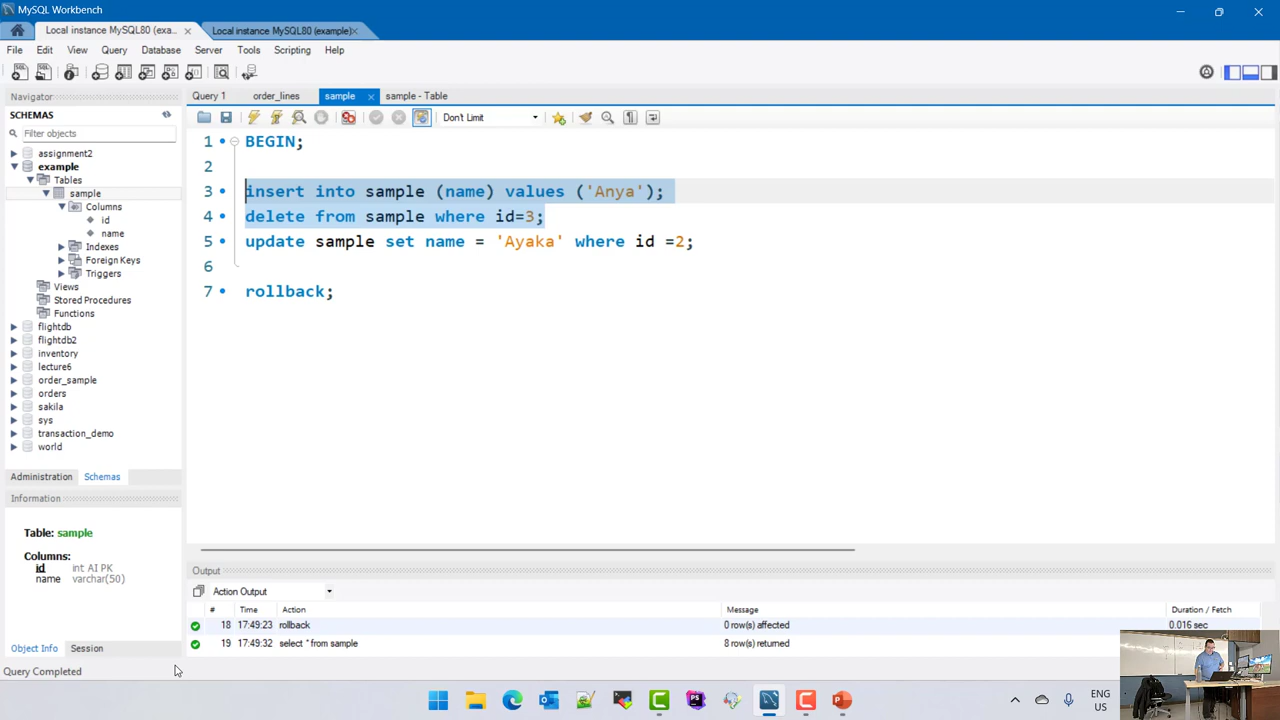 MySQL Workbench
Local instance MySQL80 (exa...
Local instance MySQL80 (example)
File Edit View Query Database Server Tools Scripting Help
Navigator
SCHEMAS
Filter objects
assignment2
example
Tables
sample
Columns
id
name
Indexes
Foreign Keys
Triggers
Views
Stored Procedures
Functions
flightdb
flightdb2
inventory
lecture6
order_sample
orders
sakila
sys
transaction_demo
world
Administration Schemas
Information
Table: sample
Columns:
id int AI PK
name varchar(50)
Object Info Session
Query Completed
Query 1 order_lines sample sample - Table
Don't Limit
1 BEGIN;
2
3 insert into sample (name) values ('Anya');
4 delete from sample where id=3;
5 update sample set name = 'Ayaka' where id =2;
6
7 rollback;
Output
Action Output
# Time Action Message Duration / Fetch
18 17:49:23 rollback 0 row(s) affected 0.016 sec
19 17:49:32 select * from sample 8 row(s) returned
ENG
US